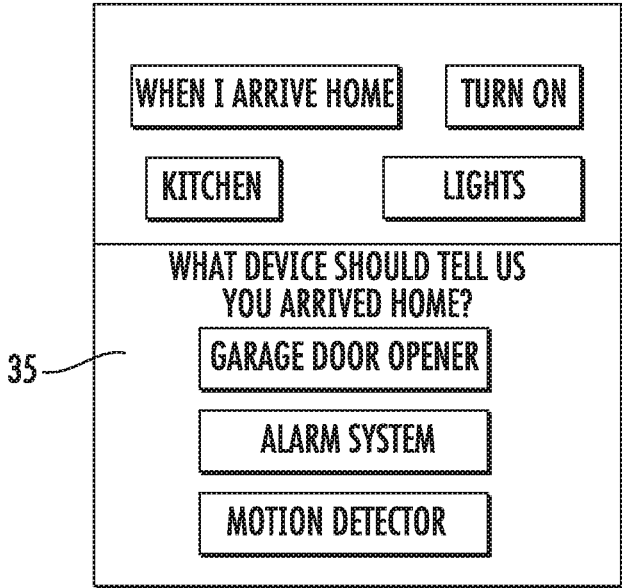 WHEN I ARRIVE HOME TURN ON
KITCHEN LIGHTS
WHAT DEVICE SHOULD TELL US
YOU ARRIVED HOME?
GARAGE DOOR OPENER
35
ALARM SYSTEM
MOTION DETECTOR